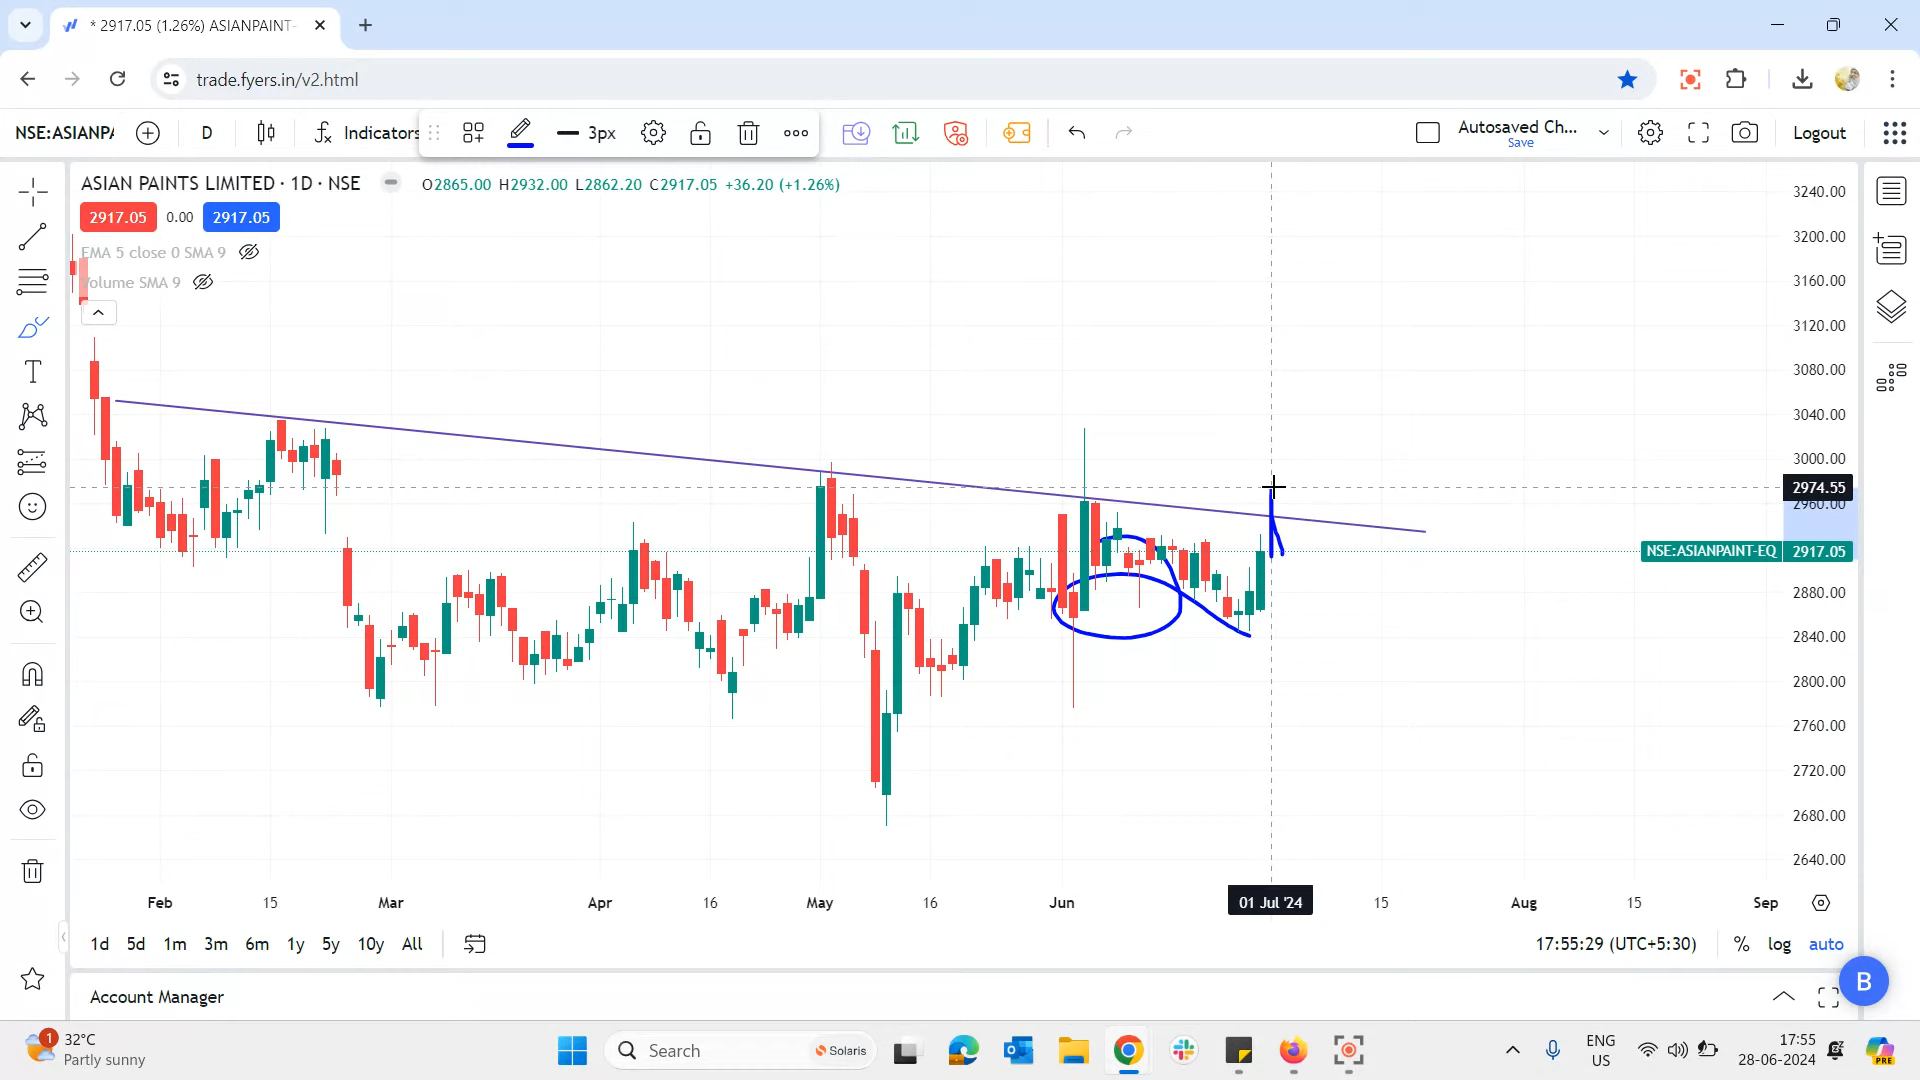 * 2917.05 (1.26%) ASIANPAINT-
trade.fyers.in/v2.html
NSE:ASIANPA
D
Indicators
3px
Autosaved Ch...
Save
Logout
ASIAN PAINTS LIMITED · 1D · NSE
O2865.00 H2932.00 L2862.20 C2917.05 +36.20 (+1.26%)
2917.05 0.00 2917.05
EMA 5 close 0 SMA 9
Volume SMA 9
3240.00
3200.00
3160.00
3120.00
3080.00
3040.00
3000.00
2974.55
2960.00
NSE:ASIANPAINT-EQ 2917.05
2880.00
2840.00
2800.00
2760.00
2720.00
2680.00
2640.00
Feb 15 Mar Apr 16 May 16 Jun 01 Jul '24 15 Aug 15 Sep
1d 5d 1m 3m 6m 1y 5y 10y All
17:55:29 (UTC+5:30) % log auto
B
Account Manager
1
32°C
Partly sunny
Search
Solaris
ENG
US
17:55
28-06-2024
PRE